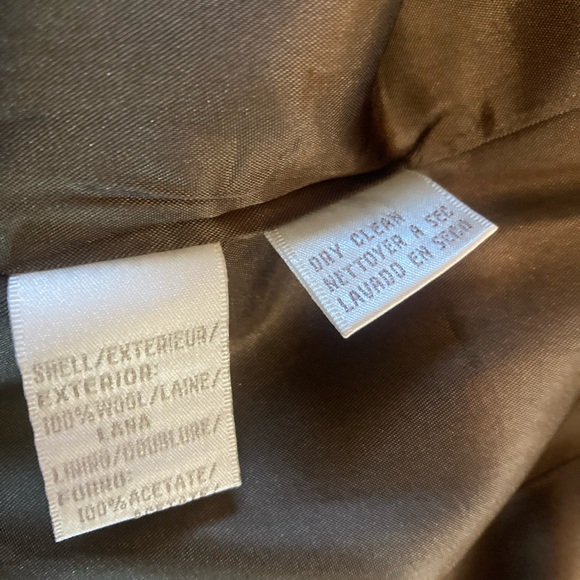 SHELL/EXTERIEUR/
EXTERIOR:
100%WOOL/LAINE/
LANA
LINING/DOUBLURE/
FORRO:
100%ACETATE/
ACETATE/
DRY CLEAN
NETTOYER A SEC
LAVADO EN SECO